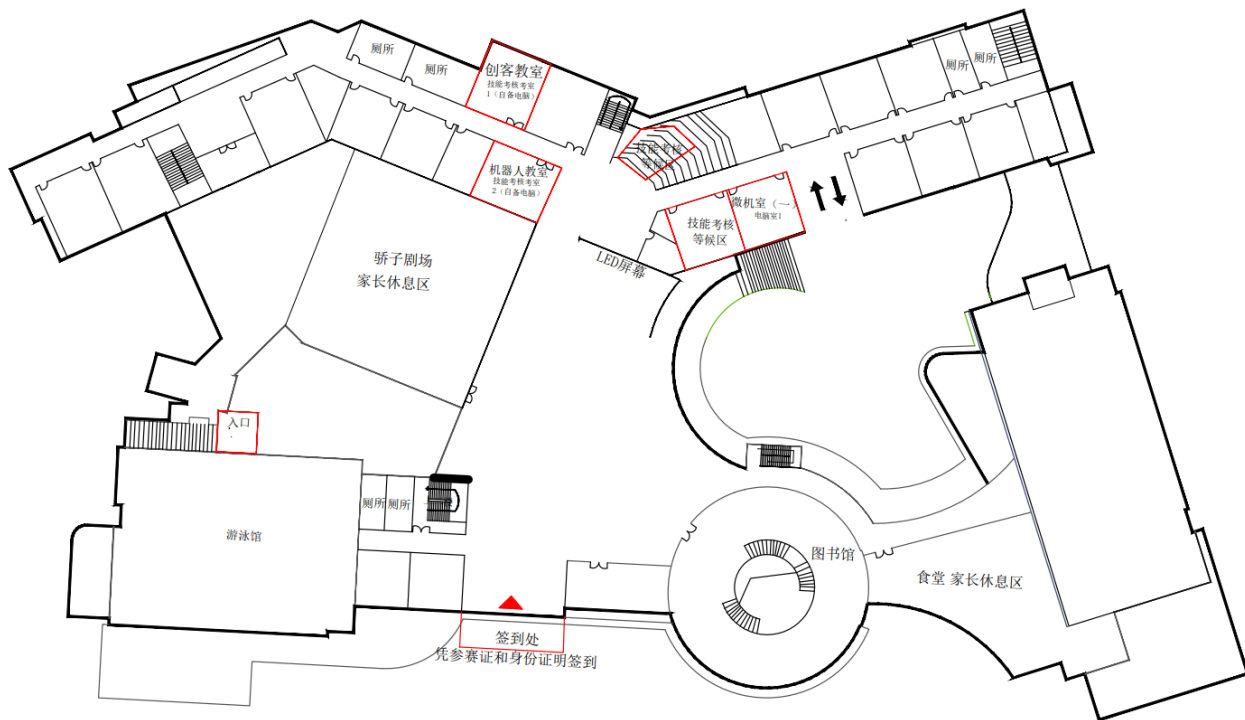 厕所
厕所
创客教室
技能考核考室
1（自备电脑）
厕所
厕所
技能考核
等候区
机器人教室
技能考核考室
2（自备电脑）
微机室（一）
电脑室1
技能考核
等候区
LED屏幕
骄子剧场
家长休息区
入口
厕所
厕所
游泳馆
图书馆
食堂 家长休息区
签到处
凭参赛证和身份证明签到